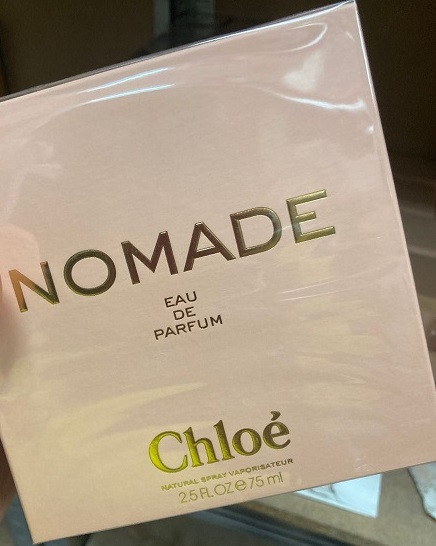 NOMADE
EAU
DE
PARFUM
Chloé
NATURAL SPRAY VAPORISATEUR
2.5 FL.OZ e 75 ml